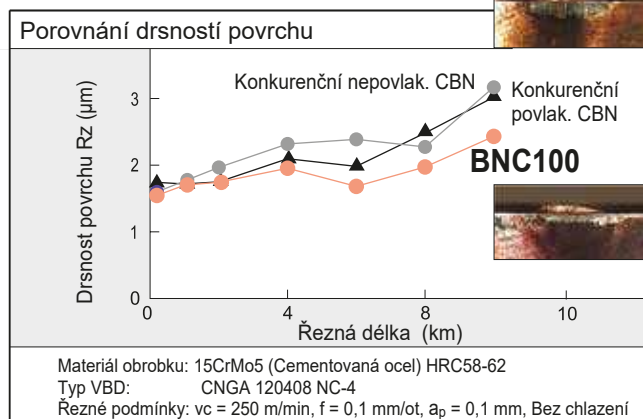 Porovnání drsností povrchu
Drsnost povrchu Rz (μm)
3
2
1
0
Konkurenční nepovlak. CBN
Konkurenční
povlak. CBN
BNC100
0
4
6
8
10
Řezná délka (km)
Materiál obrobku: 15CrMo5 (Cementovaná ocel) HRC58-62
Typ VBD: CNGA 120408 NC-4
Řezné podmínky: vc = 250 m/min, f = 0,1 mm/ot, ap = 0,1 mm, Bez chlazení